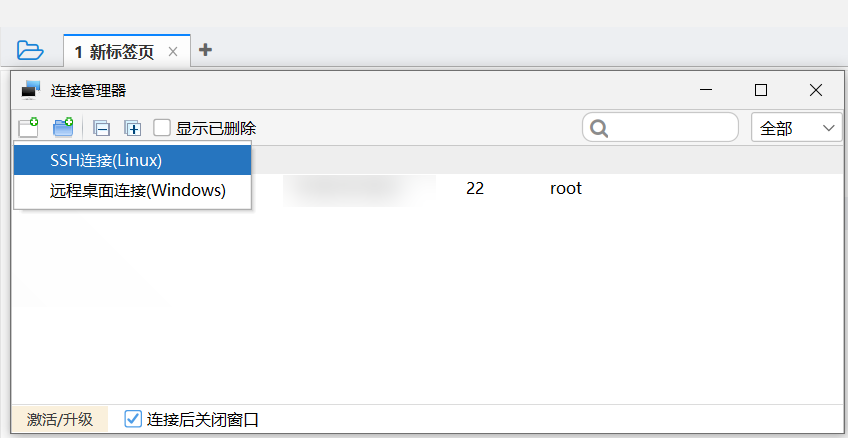 1 新标签页
连接管理器
显示已删除
全部
SSH连接(Linux)
远程桌面连接(Windows)
22 root
激活/升级
连接后关闭窗口